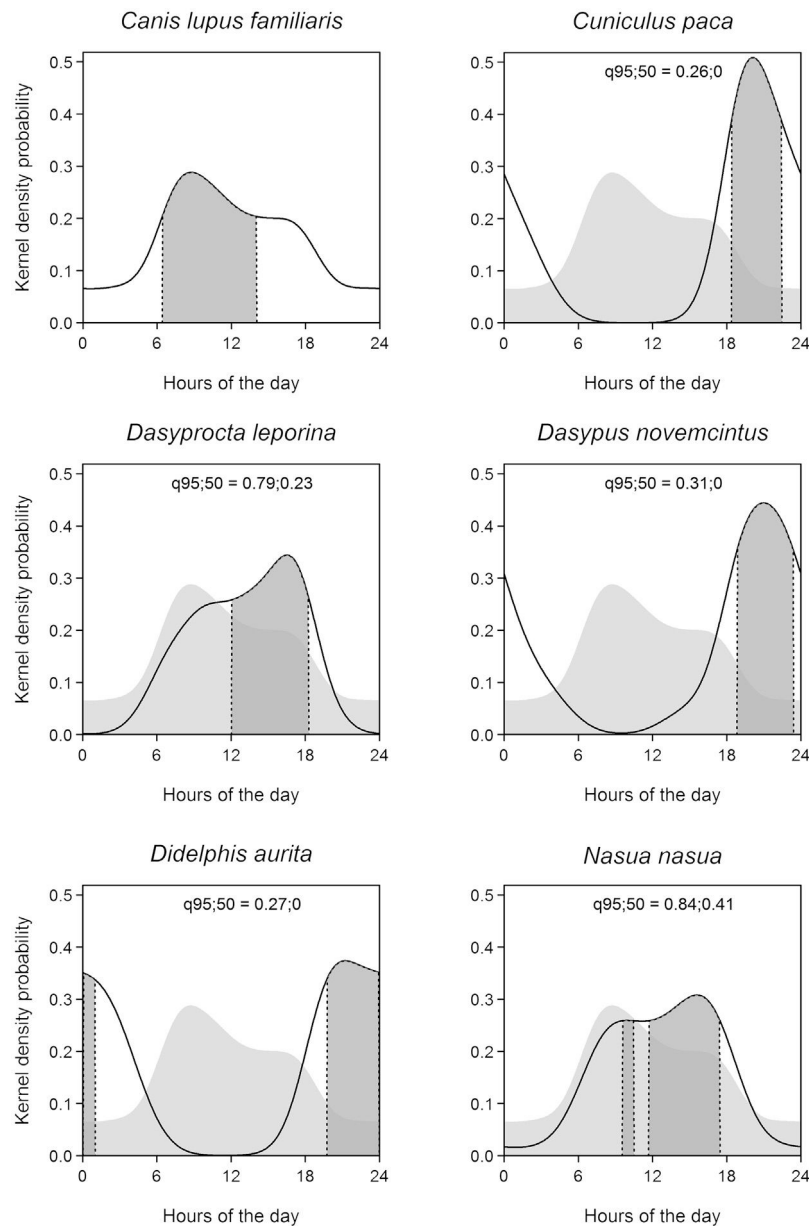 Canis lupus familiaris
Cuniculus paca
Kernel density probability
0.5
0.4
0.3
0.2
0.1
0.0
0 6 12 18 24
Hours of the day
q95;50 = 0.26;0
0.5
0.4
0.3
0.2
0.1
0.0
0 6 12 18 24
Hours of the day
Dasyprocta leporina
Dasypus novemcintus
Kernel density probability
q95;50 = 0.79;0.23
0.5
0.4
0.3
0.2
0.1
0.0
0 6 12 18 24
Hours of the day
q95;50 = 0.31;0
0.5
0.4
0.3
0.2
0.1
0.0
0 6 12 18 24
Hours of the day
Didelphis aurita
Nasua nasua
Kernel density probability
q95;50 = 0.27;0
0.5
0.4
0.3
0.2
0.1
0.0
0 6 12 18 24
Hours of the day
q95;50 = 0.84;0.41
0.5
0.4
0.3
0.2
0.1
0.0
0 6 12 18 24
Hours of the day